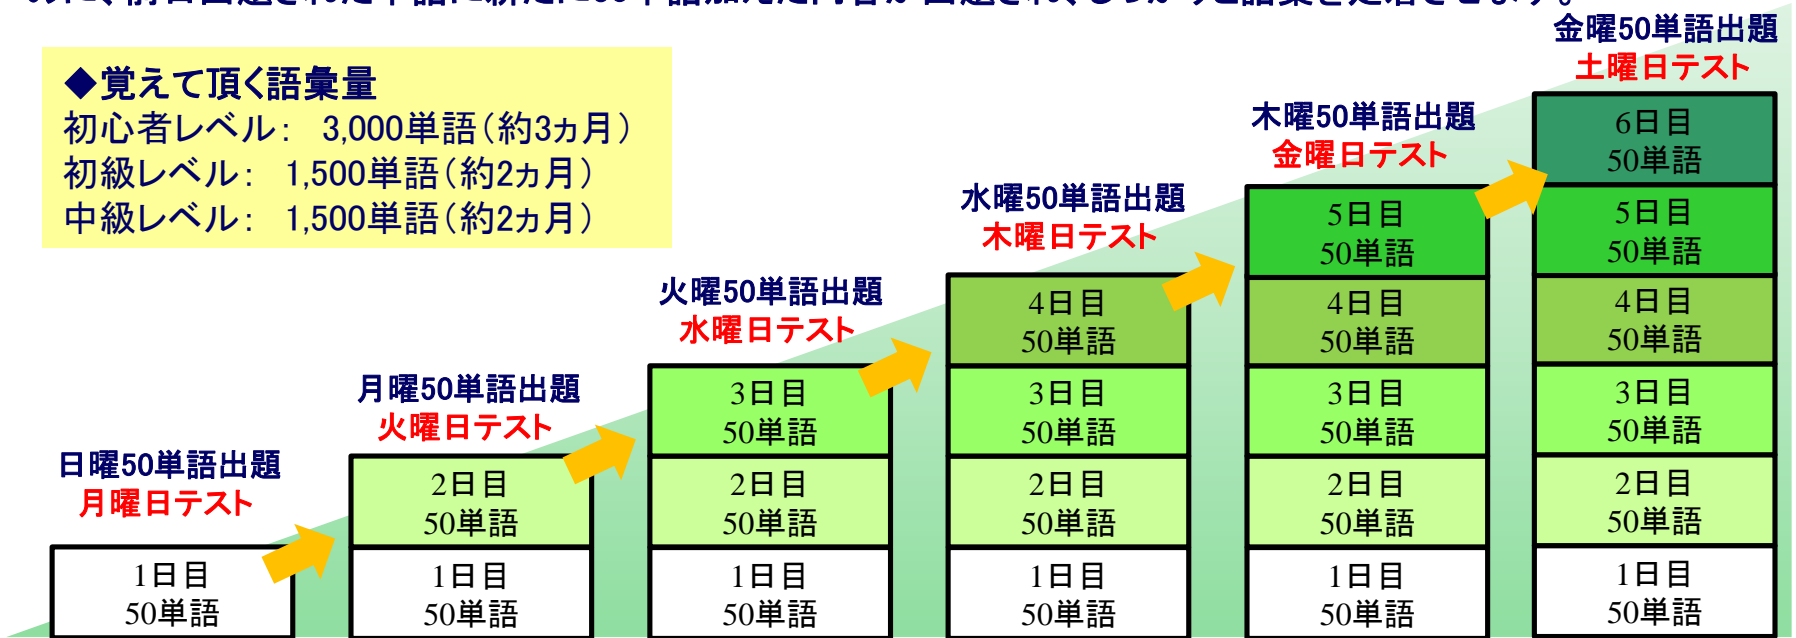 ◆覚えて頂く語彙量
初心者レベル： 3,000単語（約3ヵ月）
初級レベル： 1,500単語（約2ヵ月）
中級レベル： 1,500単語（約2ヵ月）
日曜50単語出題
月曜日テスト
1日目
50単語
月曜50単語出題
火曜日テスト
2日目
50単語
1日目
50単語
火曜50単語出題
水曜日テスト
3日目
50単語
2日目
50単語
1日目
50単語
水曜50単語出題
木曜日テスト
4日目
50単語
3日目
50単語
2日目
50単語
1日目
50単語
木曜50単語出題
金曜日テスト
5日目
50単語
4日目
50単語
3日目
50単語
2日目
50単語
1日目
50単語
金曜50単語出題
土曜日テスト
6日目
50単語
5日目
50単語
4日目
50単語
3日目
50単語
2日目
50単語
1日目
50単語